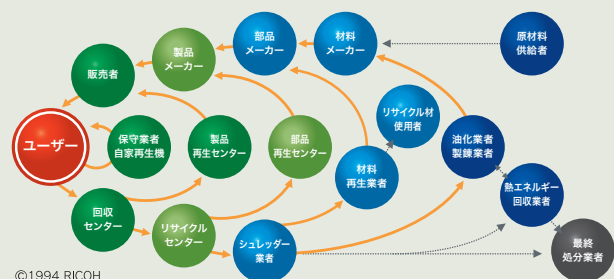 部品
メーカー
材料
メーカー
原材料
供給者
製品
メーカー
販売者
リサイクル材
使用者
ユーザー
保守業者
自家再生機
製品
再生センター
部品
再生センター
材料
再生業者
油化業者
製錬業者
熱エネルギー
回収業者
回収
センター
リサイクル
センター
シュレッダー
業者
最終
処分業者
©1994 RICOH